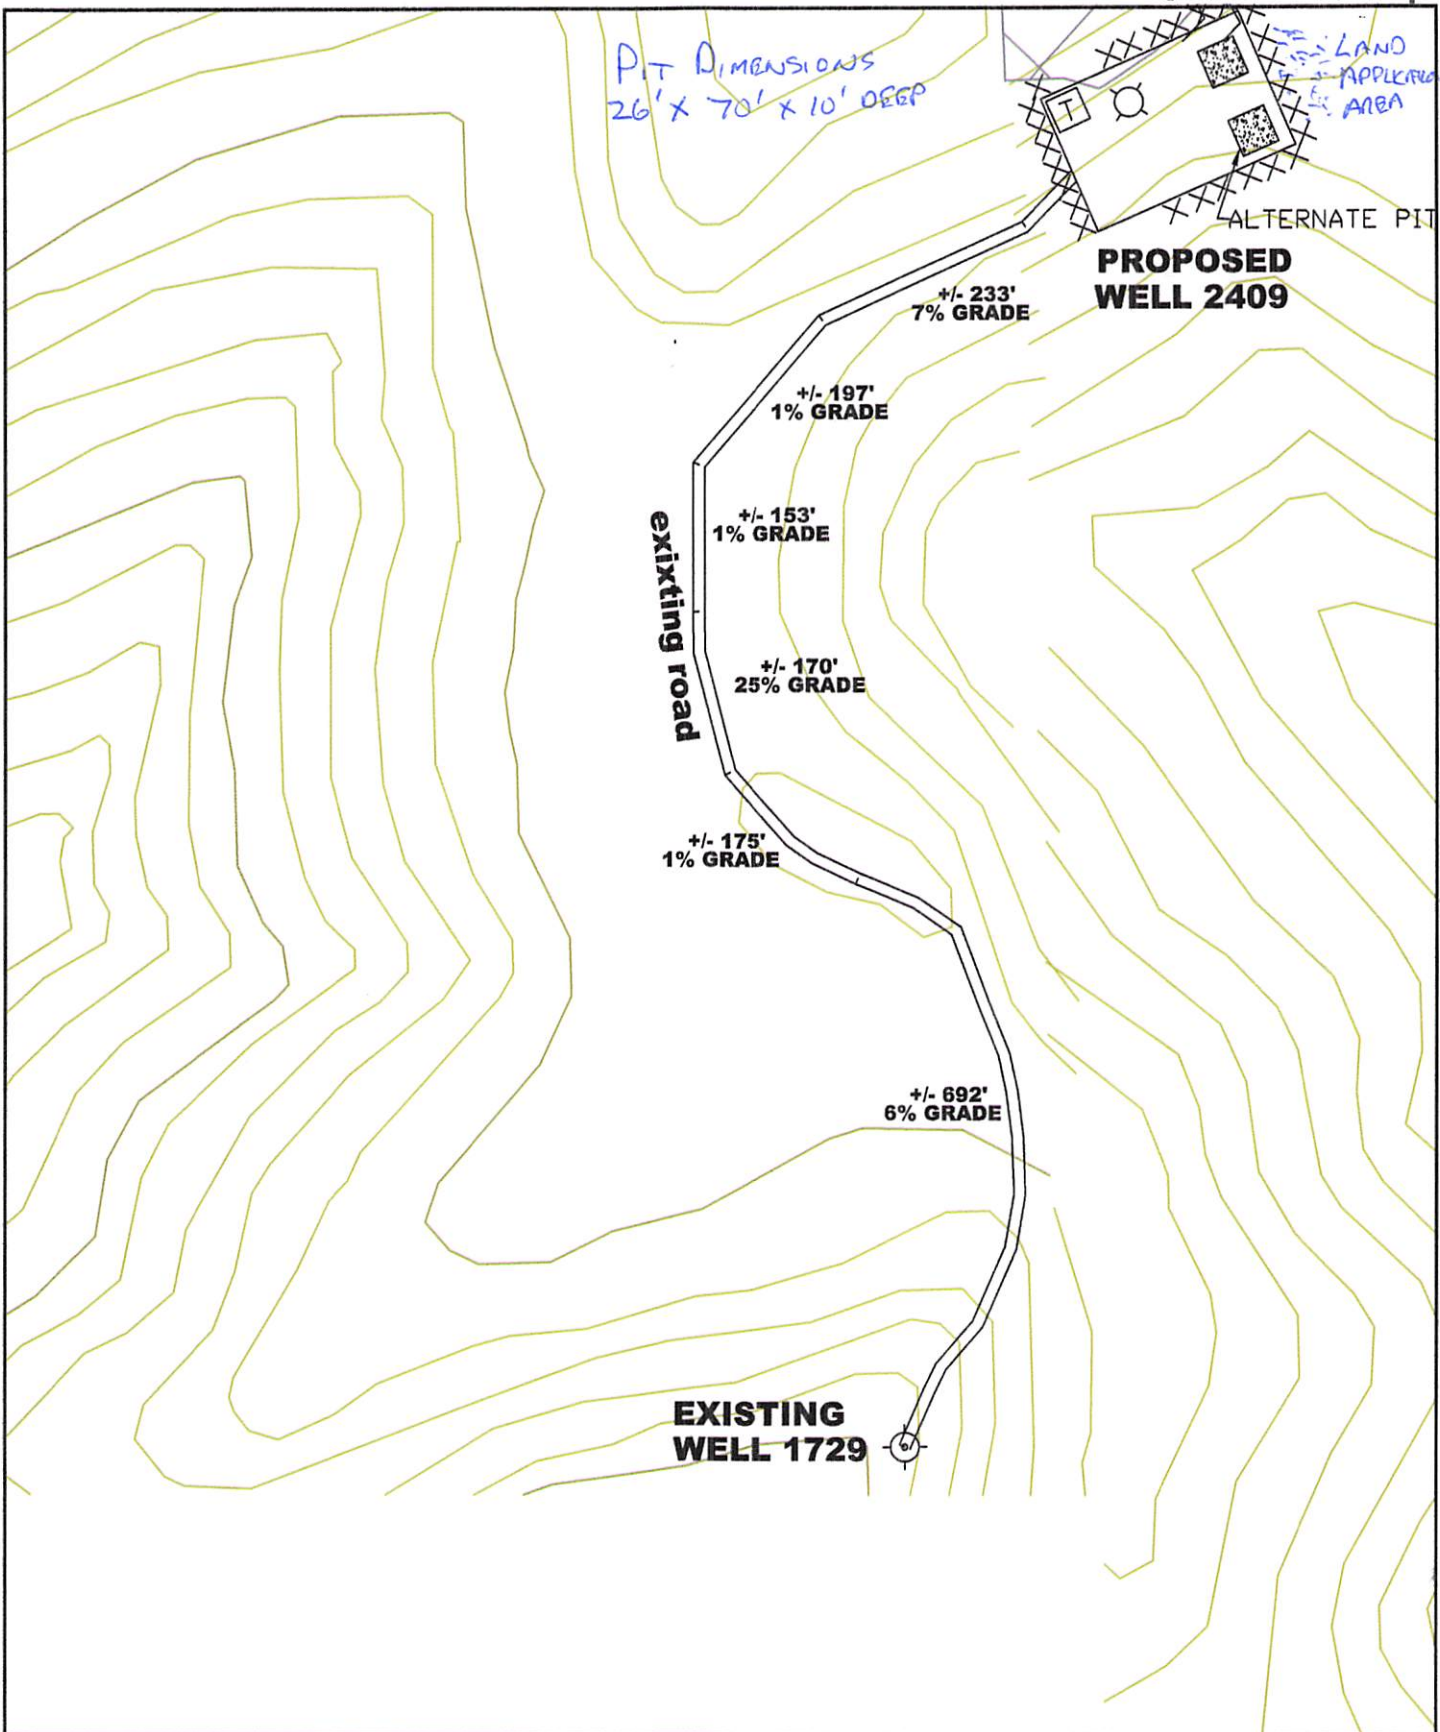 PIT DIMENSIONS
26' X 70' X 10' DEEP
LAND
AREA
T
ALTERNATE PIT
PROPOSED
WELL 2409
+/- 233'
7% GRADE
+/- 197'
1% GRADE
+/- 153'
1% GRADE
exixting road
+/- 170'
25% GRADE
+/- 175'
1% GRADE
+/- 692'
6% GRADE
EXISTING
WELL 1729